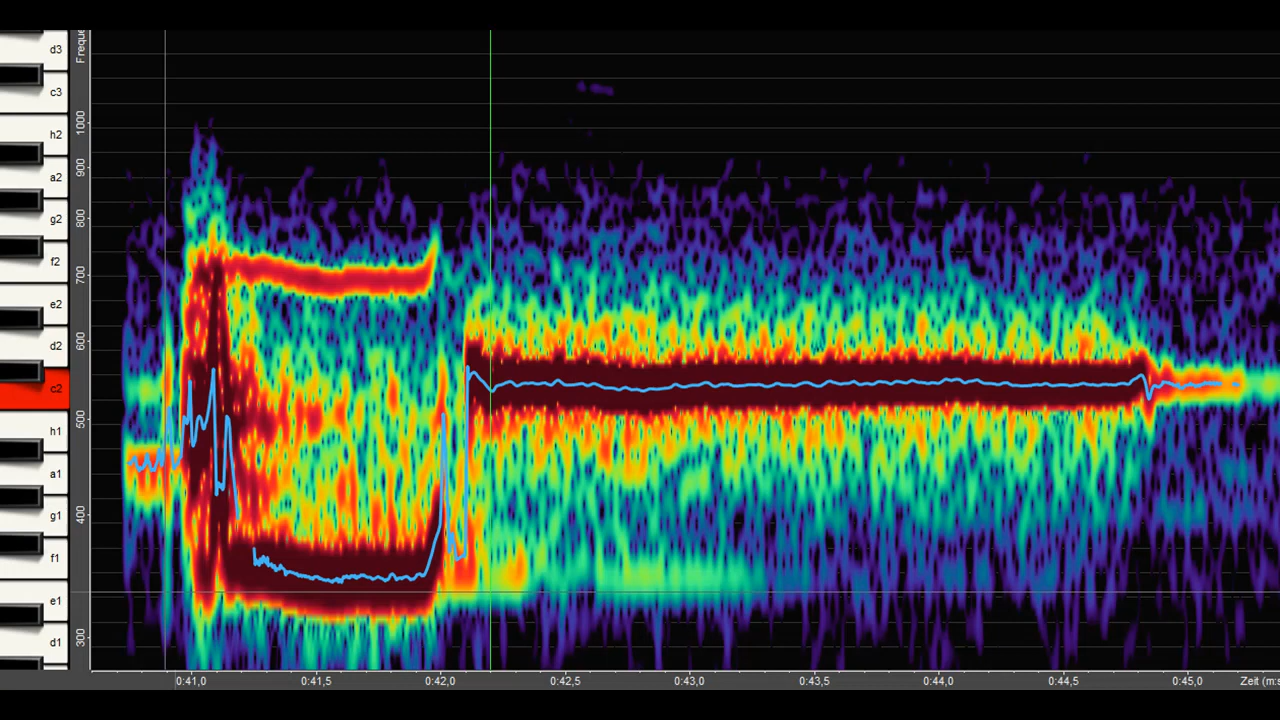 d3
c3
h2
a2
g2
f2
e2
d2
c2
h1
a1
g1
f1
e1
d1
Freque
1000
900
800
700
600
500
400
300
0:41,0 0:41,5 0:42,0 0:42,5 0:43,0 0:43,5 0:44,0 0:44,5 0:45,0 Zeit (m:s